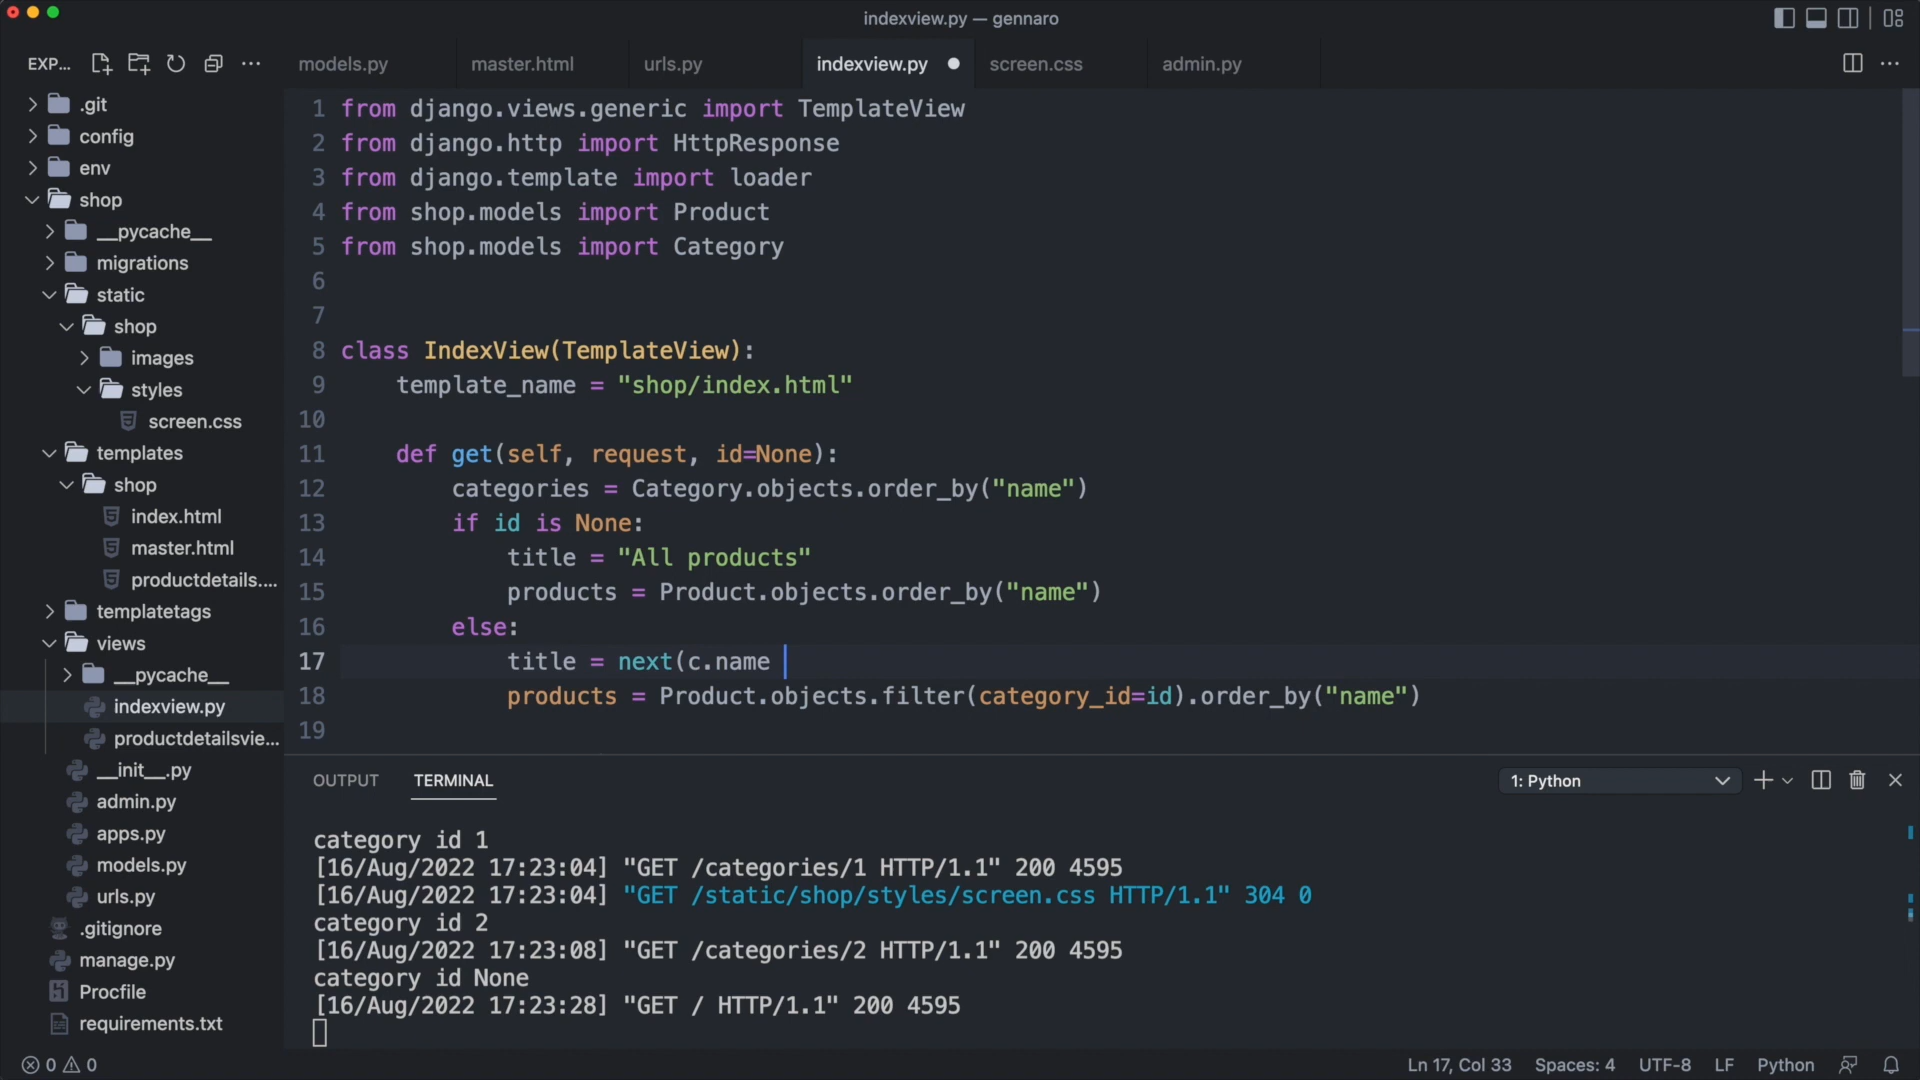 indexview.py — gennaro
EXP...
models.py
master.html
urls.py
indexview.py
screen.css
admin.py
.git
config
env
shop
__pycache__
migrations
static
shop
images
styles
screen.css
templates
shop
index.html
master.html
productdetails....
templatetags
views
__pycache__
indexview.py
productdetailsvie...
__init__.py
admin.py
apps.py
models.py
urls.py
.gitignore
manage.py
Procfile
requirements.txt
1 from django.views.generic import TemplateView
2 from django.http import HttpResponse
3 from django.template import loader
4 from shop.models import Product
5 from shop.models import Category
6
7
8 class IndexView(TemplateView):
9     template_name = "shop/index.html"
10
11     def get(self, request, id=None):
12         categories = Category.objects.order_by("name")
13         if id is None:
14             title = "All products"
15             products = Product.objects.order_by("name")
16         else:
17             title = next(c.name
18             products = Product.objects.filter(category_id=id).order_by("name")
19
OUTPUT TERMINAL
1: Python
category id 1
[16/Aug/2022 17:23:04] "GET /categories/1 HTTP/1.1" 200 4595
[16/Aug/2022 17:23:04] "GET /static/shop/styles/screen.css HTTP/1.1" 304 0
category id 2
[16/Aug/2022 17:23:08] "GET /categories/2 HTTP/1.1" 200 4595
category id None
[16/Aug/2022 17:23:28] "GET / HTTP/1.1" 200 4595
0 0
Ln 17, Col 33 Spaces: 4 UTF-8 LF Python